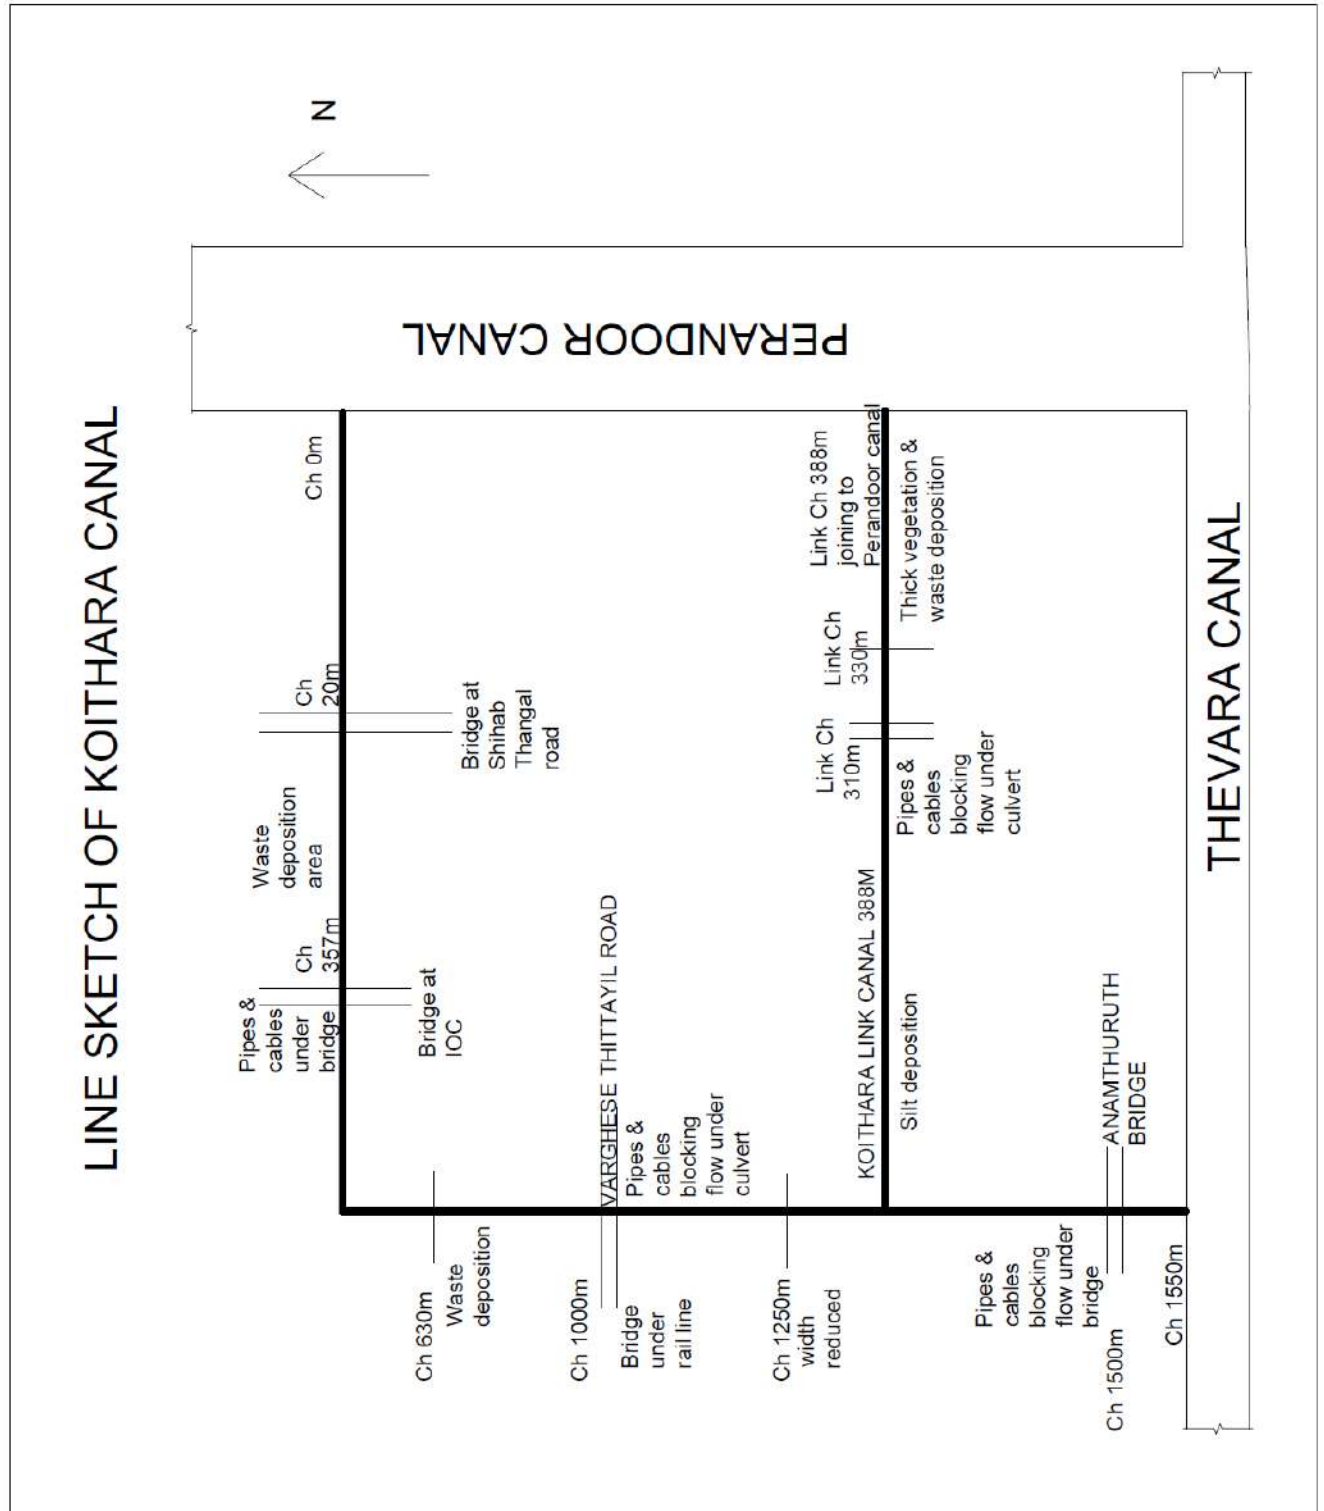 LINE SKETCH OF KOITHARA CANAL
N
PERANDOOR CANAL
THEVARA CANAL
Ch 0m
Ch
20m
Bridge at
Shihab
Thangal
road
Waste
deposition
area
Ch
357m
Pipes &
cables
under
bridge
Bridge at
IOC
Ch 630m
Waste
deposition
VARGHESE THITTAYIL ROAD
Ch 1000m
Bridge
under
rail line
Pipes &
cables
blocking
flow under
culvert
Ch 1250m
width
reduced
KOITHARA LINK CANAL 388M
Silt deposition
Link Ch
310m
Pipes &
cables
blocking
flow under
culvert
Link Ch
330m
Link Ch 388m
joining to
Perandoor canal
Thick vegetation &
waste deposition
ANAMTHURUTH
BRIDGE
Pipes &
cables
blocking
flow under
bridge
Ch 1500m
Ch 1550m